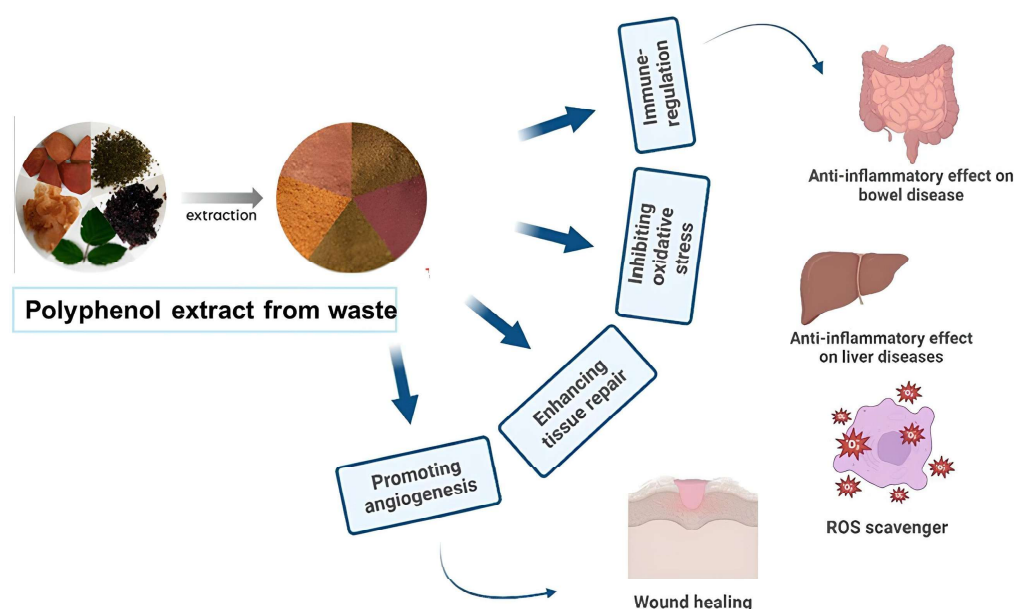 extraction
Polyphenol extract from waste
Immune-
regulation
Inhibiting
oxidative
stress
Enhancing
tissue repair
Promoting
angiogenesis
Anti-inflammatory effect on
bowel disease
Anti-inflammatory effect
on liver diseases
ROS scavenger
Wound healing